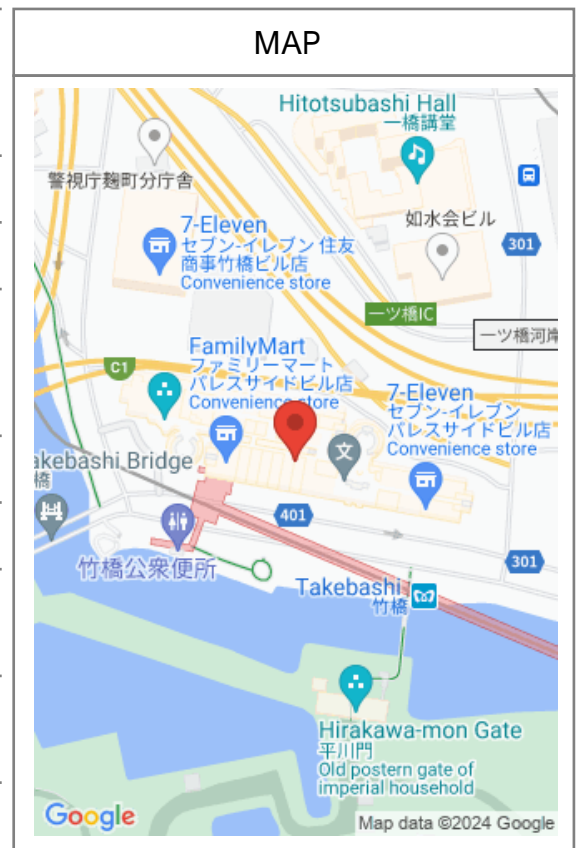 MAP
Hitotsubashi Hall
一橋講堂
警視庁麹町分庁舎
如水会ビル
7-Eleven
セブン-イレブン 住友
商事竹橋ビル店
Convenience store
301
一ツ橋IC
一ツ橋河岸
FamilyMart
ファミリーマート
パレスサイドビル店
Convenience store
C1
7-Eleven
セブン-イレブン
パレスサイドビル店
Convenience store
文
akebashi Bridge
橋
401
301
竹橋公衆便所
Takebashi
竹橋
Hirakawa-mon Gate
平川門
Old postern gate of
imperial household
Google
Map data ©2024 Google